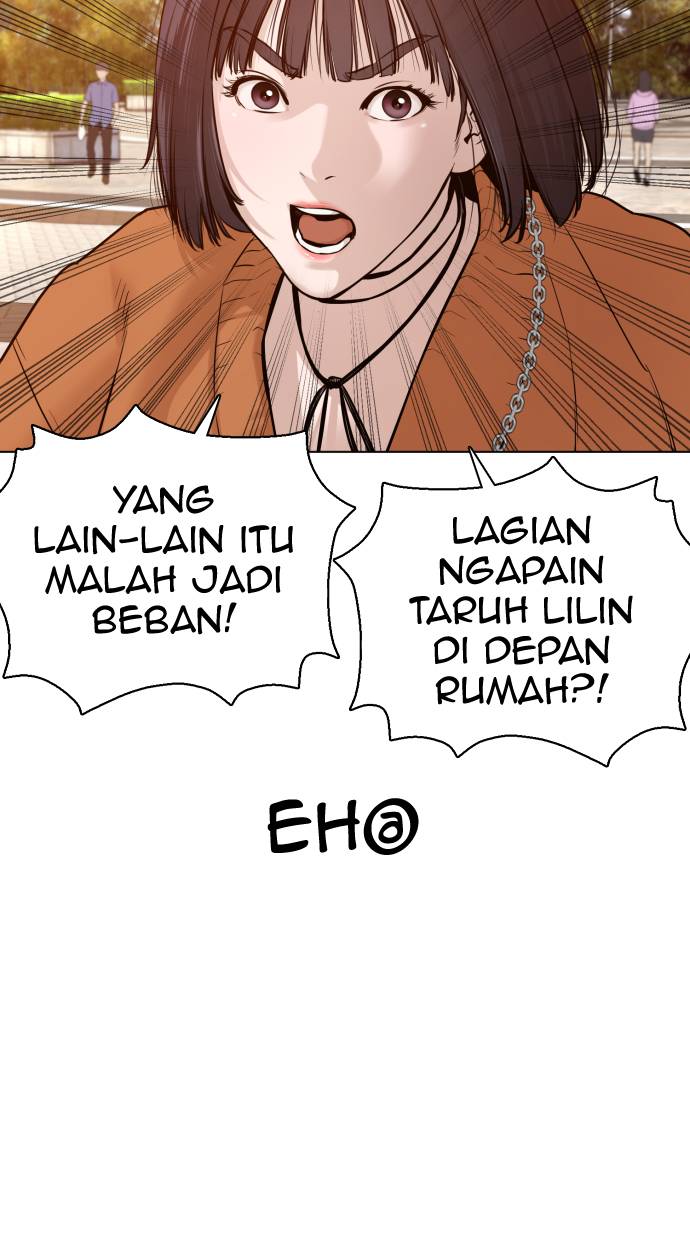 YANG
LAIN-LAIN ITU
MALAH JADI
BEBAN!
LAGIAN
NGAPAIN
TARUH LILIN
DI DEPAN
RUMAH?!
EH@